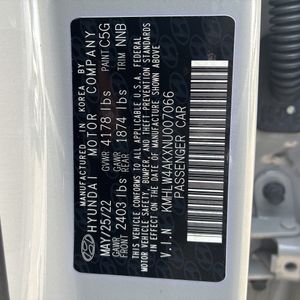 MANUFACTURED IN KOREA BY
HYUNDAI MOTOR COMPANY
MAY/25/22 GVWR 4178 lbs PAINT C5G
GAWR FRONT 2403 lbs GAWR REAR 1874 lbs TRIM NNB
THIS VEHICLE CONFORMS TO ALL APPLICABLE U.S.A. FEDERAL
MOTOR VEHICLE SAFETY BUMPER, AND THEFT PREVENTION STANDARDS
IN EFFECT ON THE DATE OF MANUFACTURE SHOWN ABOVE.
V.I.N
PASSENGER CAR